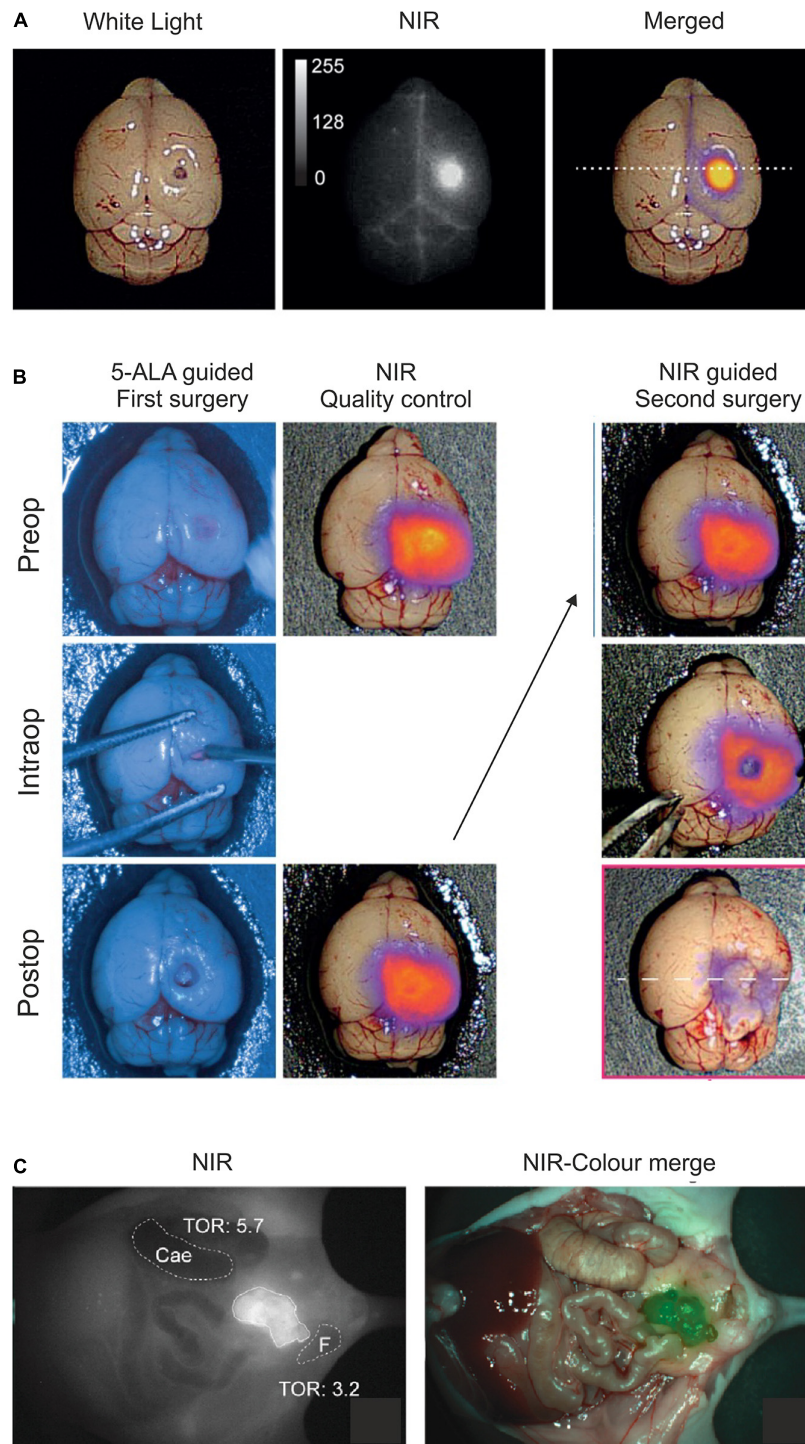 A
White Light
NIR
Merged
255
128
0
B
5-ALA guided
First surgery
NIR
Quality control
NIR guided
Second surgery
Preop
Intraop
Postop
C
NIR
NIR-Colour merge
TOR: 5.7
Cae
F
TOR: 3.2